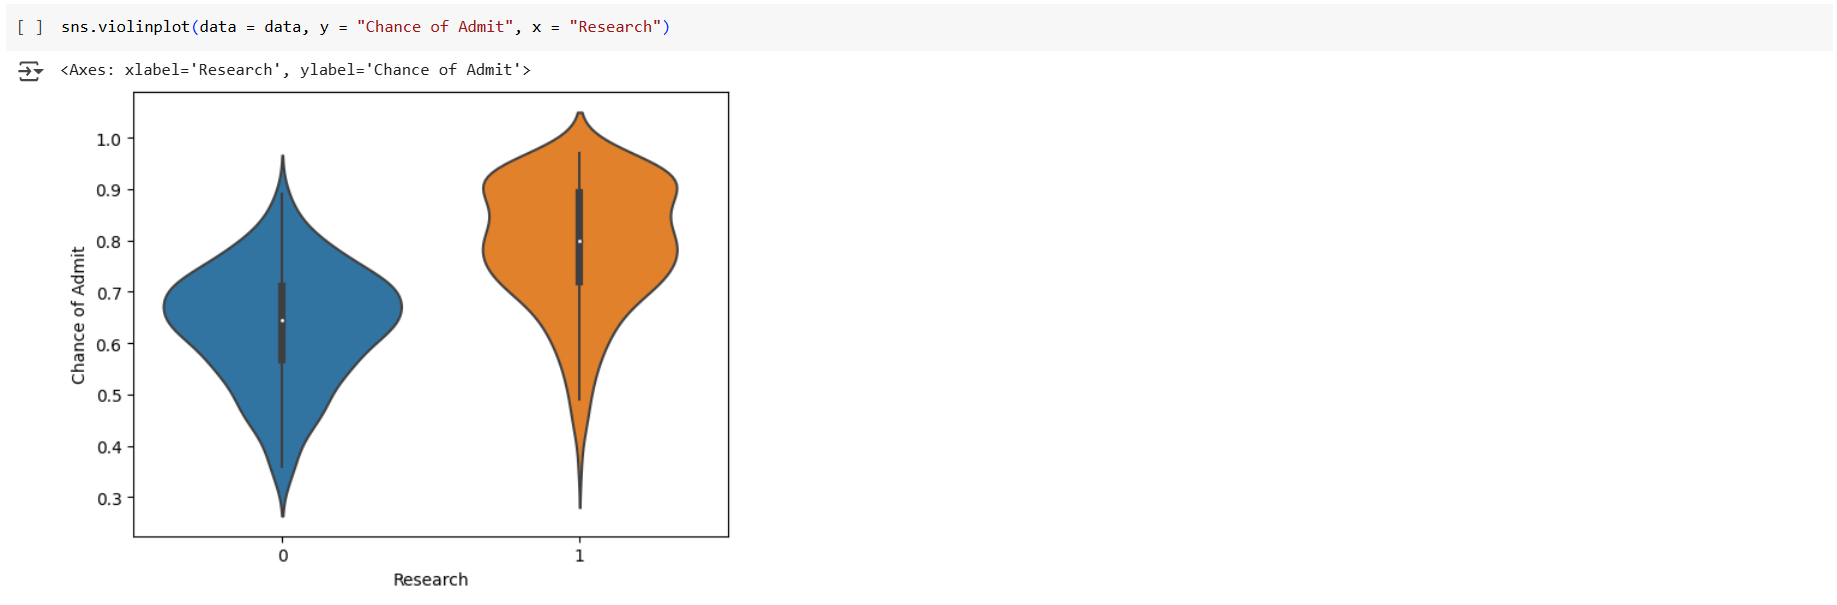 [ ] sns.violinplot(data = data, y = "Chance of Admit", x = "Research")
<Axes: xlabel='Research', ylabel='Chance of Admit'>
1.0
0.9
0.8
0.7
0.6
0.5
0.4
0.3
Chance of Admit
0 1
Research